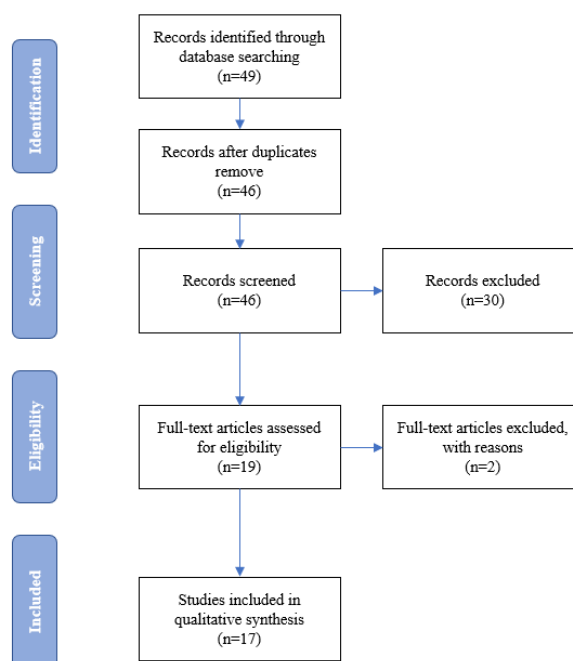 Identification
Records identified through
database searching
(n=49)
Records after duplicates
remove
(n=46)
Screening
Records screened
(n=46)
Records excluded
(n=30)
Eligibility
Full-text articles assessed
for eligibility
(n=19)
Full-text articles excluded,
with reasons
(n=2)
Included
Studies included in
qualitative synthesis
(n=17)